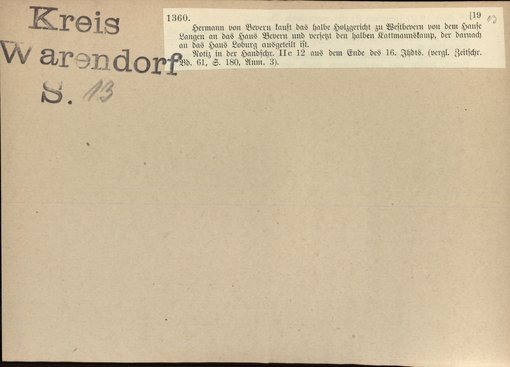 Kreis
Warendorf
S. 13
1360. [19 13
Hermann von Bevern kauft das halbe Holzgericht zu Westbevern von dem Hause
Langen an das Haus Bevern und versetzt den halben Kattmannskamp, der darnach
an das Haus Loburg ausgeteilt ist.
Notiz in der Handschr. IIe 12 aus dem Ende des 16. Jhdts. (vergl. Zeitschr.
Bd. 61, S. 180, Anm. 3).